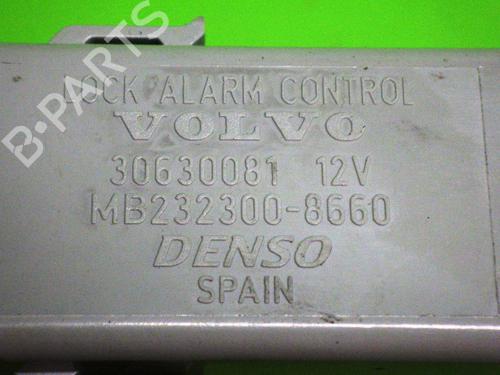 LOCK ALARM CONTROL
VOLVO
30630081 12V
MB232300-8660
DENSO
SPAIN
B-PARTS